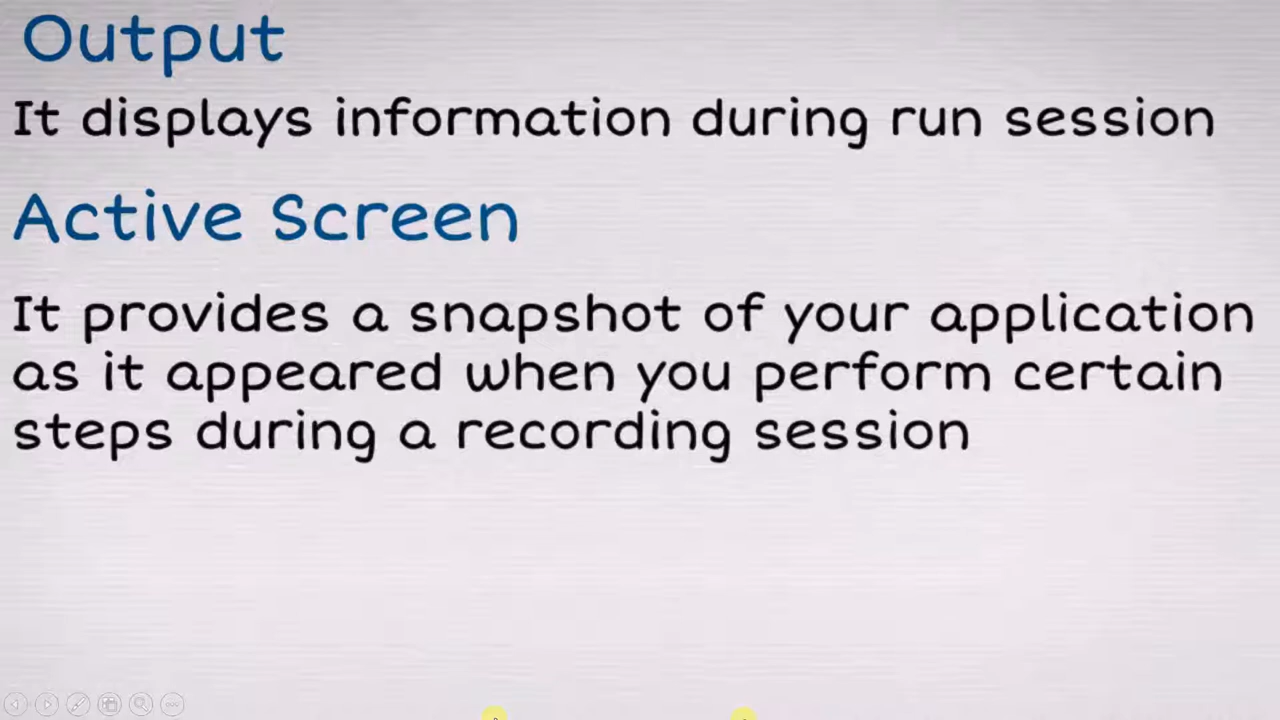 Output
It displays information during run session
Active Screen
It provides a snapshot of your application
as it appeared when you perform certain
steps during a recording session